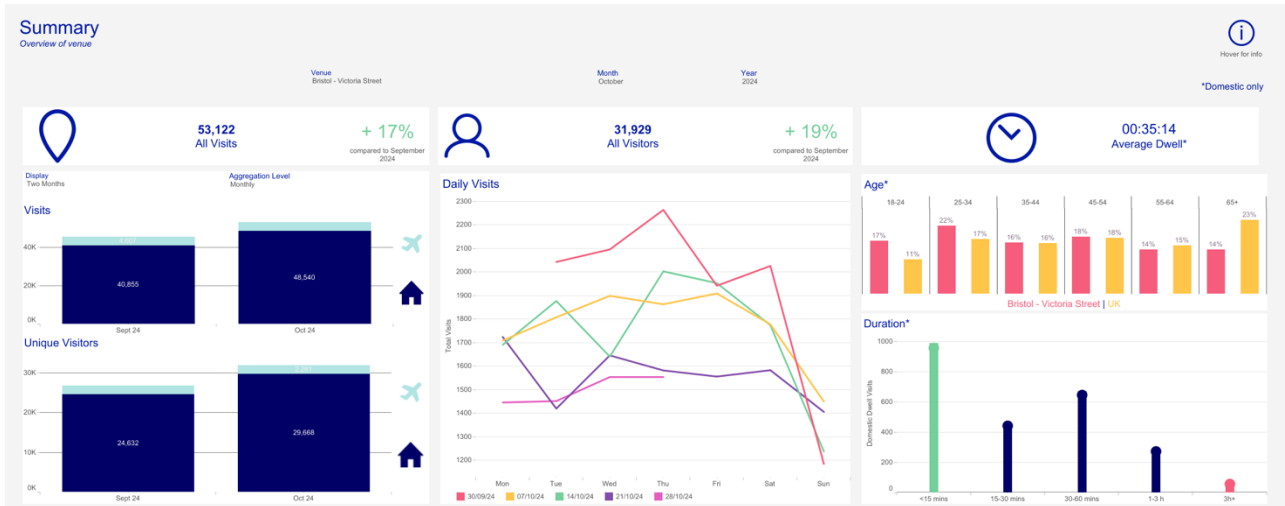 Summary
Overview of venue
Hover for info
Venue
Bristol - Victoria Street
Month
October
Year
2024
*Domestic only
53,122
All Visits
+ 17%
compared to September
2024
31,929
All Visitors
+ 19%
compared to September
2024
00:35:14
Average Dwell*
Display
Two Months
Aggregation Level
Monthly
Visits
40K
20K
0K
40,855
48,540
Sept 24
Oct 24
Unique Visitors
30K
20K
10K
0K
24,632
29,668
Sept 24
Oct 24
Daily Visits
Total Visits
2300
2200
2100
2000
1900
1800
1700
1600
1500
1400
1300
1200
Mon
Tue
Wed
Thu
Fri
Sat
Sun
30/09/24
07/10/24
14/10/24
21/10/24
28/10/24
Age*
18-24
25-34
35-44
45-54
55-64
65+
17%
11%
22%
17%
16%
16%
18%
18%
14%
15%
14%
23%
Bristol - Victoria Street | UK
Duration*
Domestic Dwell Visits
1000
800
600
400
200
0
<15 mins
15-30 mins
30-60 mins
1-3 h
3h+